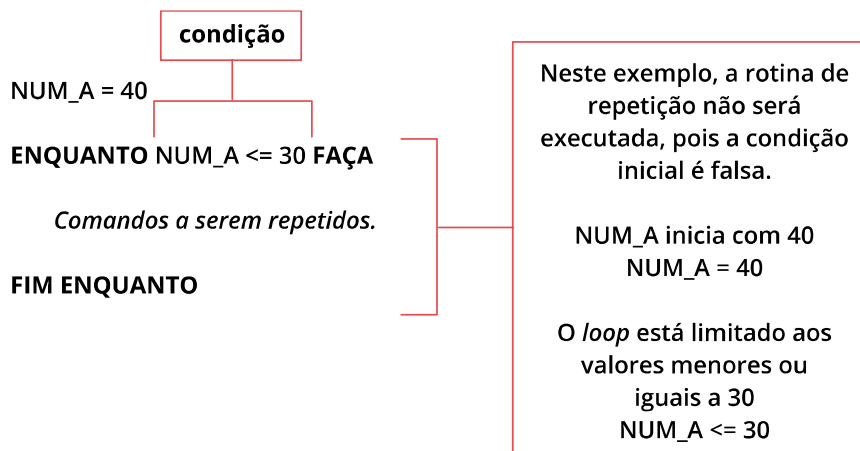 condição
NUM_A = 40
ENQUANTO NUM_A <= 30 FAÇA
Comandos a serem repetidos.
FIM ENQUANTO
Neste exemplo, a rotina de
repetição não será
executada, pois a condição
inicial é falsa.
NUM_A inicia com 40
NUM_A = 40
O loop está limitado aos
valores menores ou
iguais a 30
NUM_A <= 30